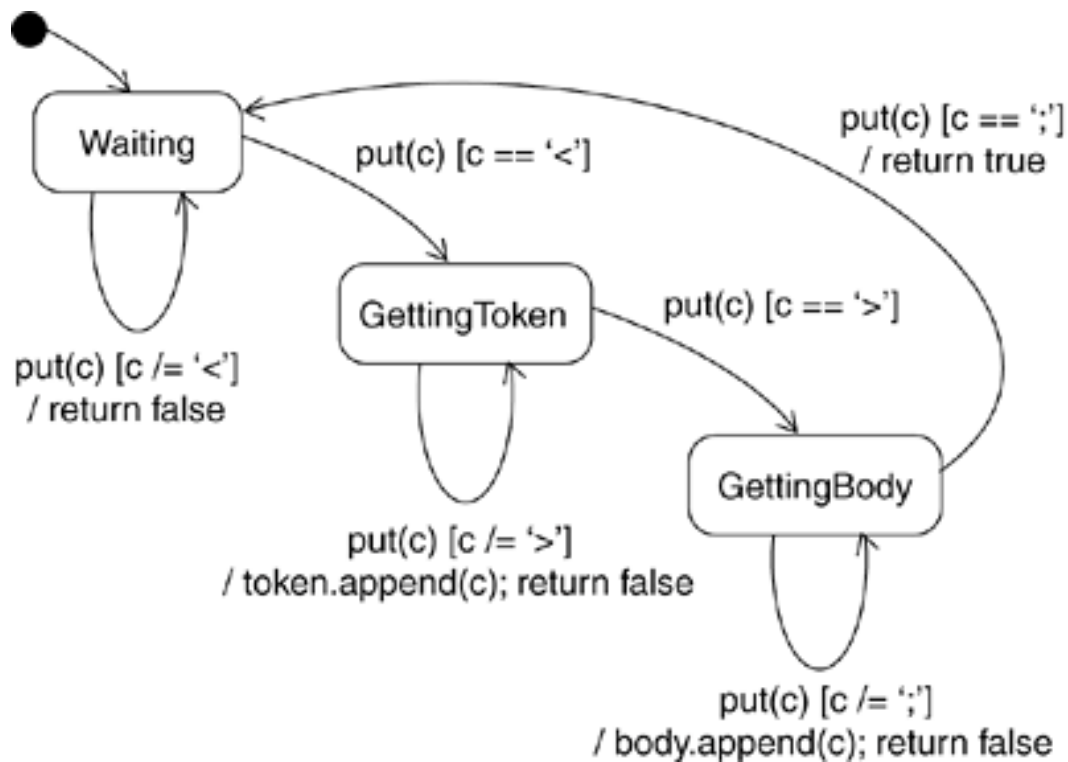 Waiting
put(c) [c == ‘<’]
put(c) [c == ‘;’]
/ return true
put(c) [c /= ‘<’]
/ return false
GettingToken
put(c) [c == ‘>’]
put(c) [c /= ‘>’]
/ token.append(c); return false
GettingBody
put(c) [c /= ‘;’]
/ body.append(c); return false